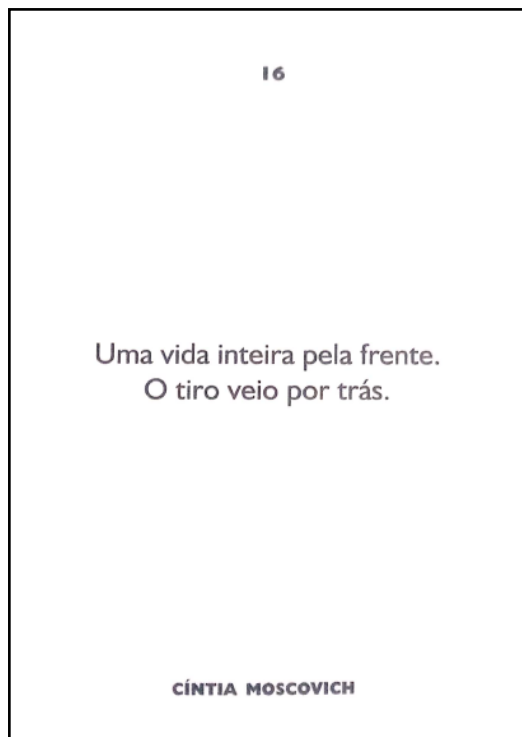 16
Uma vida inteira pela frente.
O tiro veio por trás.
CÍNTIA MOSCOVICH